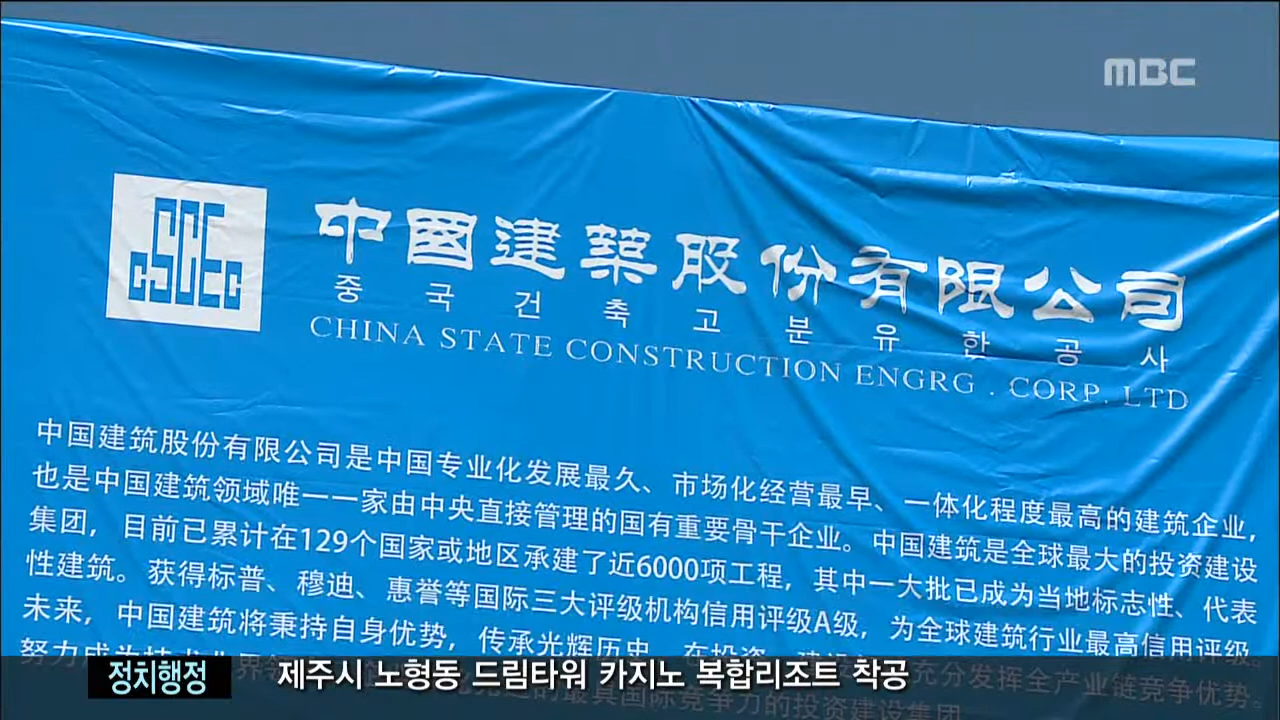 MBC
CSCEC
中國建築股份有限公司
중국건축고분유한공사
CHINA STATE CONSTRUCTION ENGRG . CORP. LTD
中国建筑股份有限公司是中国专业化发展最久、市场化经营最早、一体化程度最高的建筑企业,
也是中国建筑领域唯一一家由中央直接管理的国有重要骨干企业。中国建筑是全球最大的投资建设
集团，目前已累计在129个国家或地区承建了近6000项工程，其中一大批已成为当地标志性、代表
性建筑。获得标普、穆迪、惠誉等国际三大评级机构信用评级A级，为全球建筑行业最高信用评级。
未来，中国建筑将秉持自身优势，传承光辉历史，在投资、建设 充分发挥全产业链竞争优势。
努力成为 最具国际竞争力的投资建设集团
정치행정
제주시 노형동 드림타워 카지노 복합리조트 착공